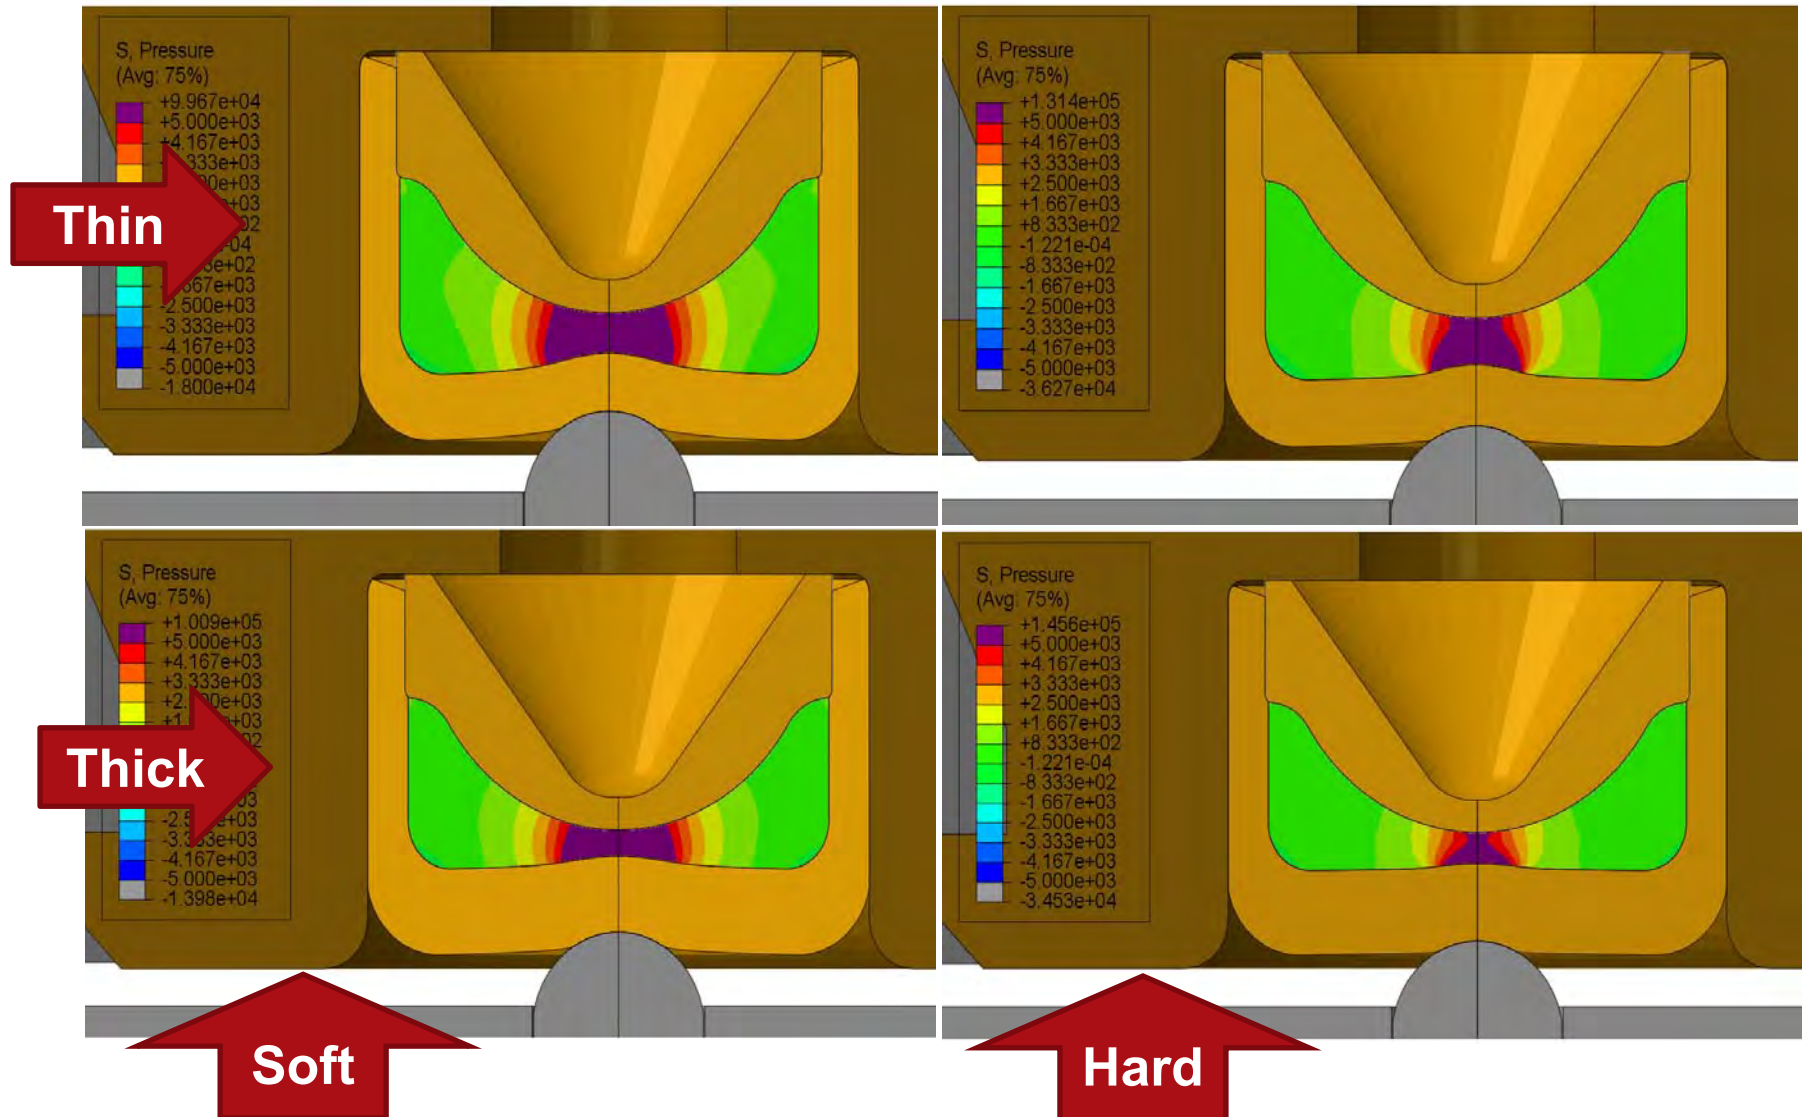 S, Pressure
(Avg: 75%)
+9.967e+04
+5.000e+03
+4.167e+03
-1.667e+03
-2.500e+03
-3.333e+03
-4.167e+03
-5.000e+03
-1.800e+04
Thin
S, Pressure
(Avg: 75%)
+1.314e+05
+5.000e+03
+4.167e+03
+3.333e+03
+2.500e+03
+1.667e+03
+8.333e+02
-1.221e-04
-8.333e+02
-1.667e+03
-2.500e+03
-3.333e+03
-4.167e+03
-5.000e+03
-3.627e+04
S, Pressure
(Avg: 75%)
+1.009e+05
+5.000e+03
+4.167e+03
+3.333e+03
-4.167e+03
-5.000e+03
-1.398e+04
Thick
S, Pressure
(Avg: 75%)
+1.456e+05
+5.000e+03
+4.167e+03
+3.333e+03
+2.500e+03
+1.667e+03
+8.333e+02
-1.221e-04
-8.333e+02
-1.667e+03
-2.500e+03
-3.333e+03
-4.167e+03
-5.000e+03
-3.453e+04
Soft
Hard